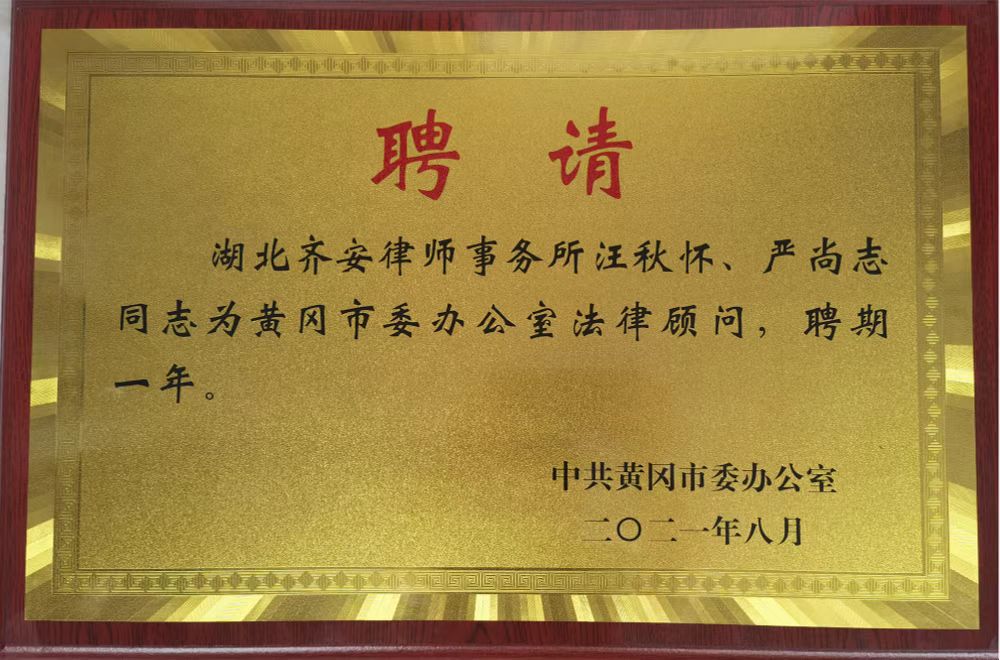 聘请
湖北齐安律师事务所汪秋怀、严尚志
同志为黄冈市委办公室法律顾问，聘期
一年。
中共黄冈市委办公室
二〇二一年八月